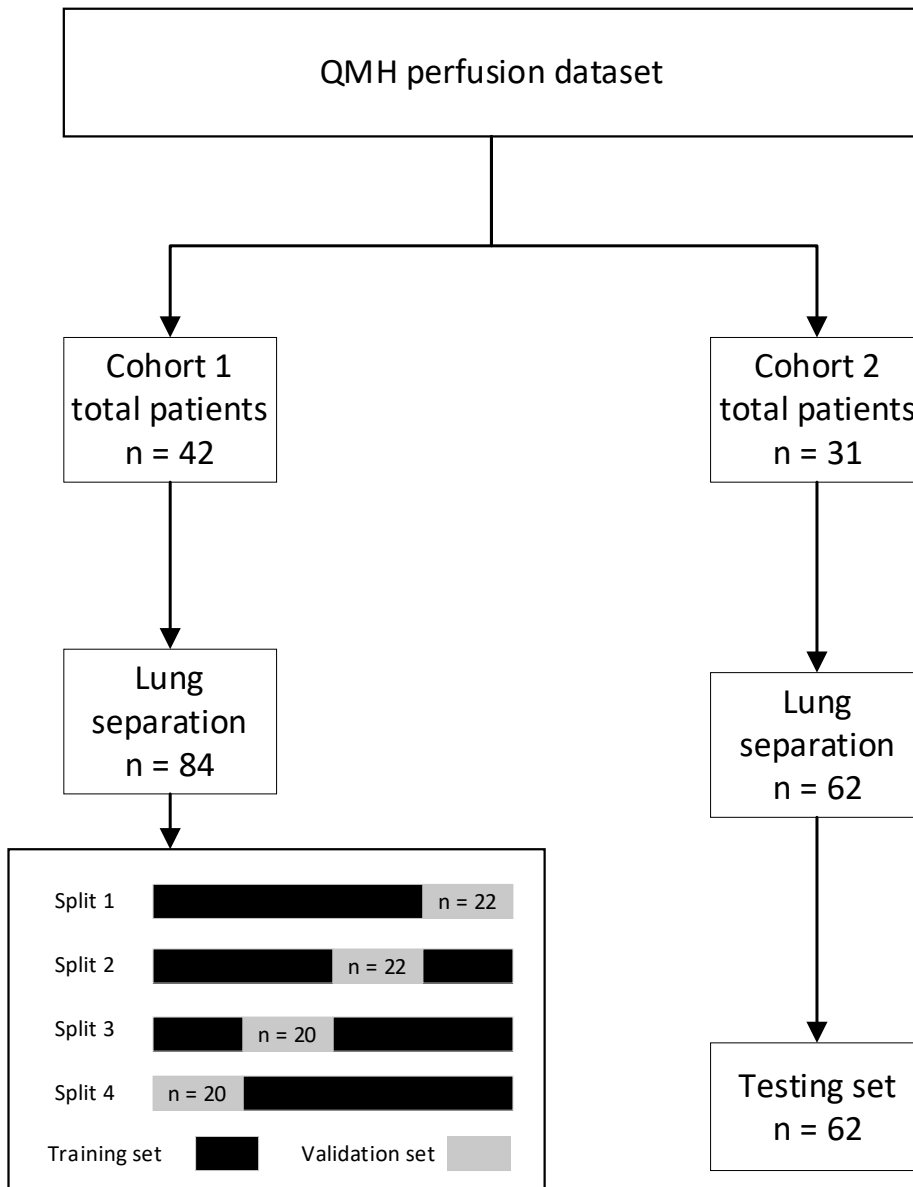 QMH perfusion dataset
Cohort 1
total patients
n = 42
Cohort 2
total patients
n = 31
Lung
separation
n = 84
Lung
separation
n = 62
Split 1
n = 22
Split 2
n = 22
Split 3
n = 20
Split 4
n = 20
Training set
Validation set
Testing set
n = 62